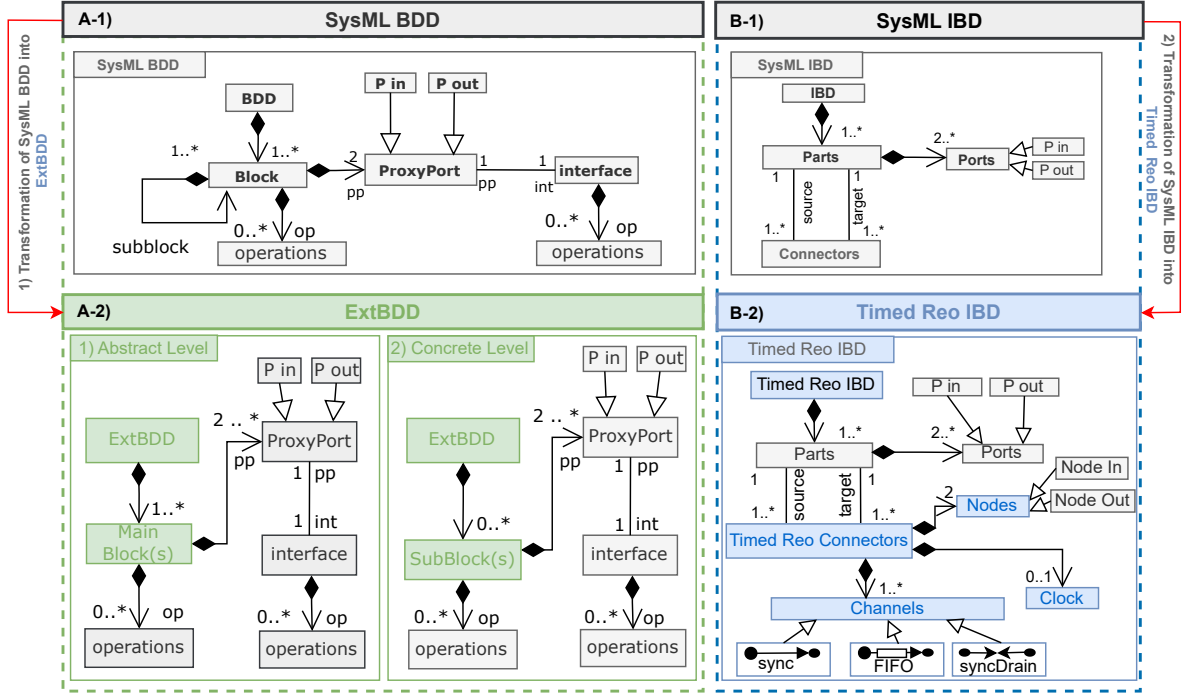 A-1)
SysML BDD
B-1)
SysML IBD
1) Transformation of SysML BDD into
ExtBDD
2) Transformation of SysML IBD into
Timed Reo IBD
SysML BDD
BDD
P in
P out
1..*
1..*
2
pp
Block
ProxyPort
1
pp
1
int
interface
subblock
0..*
op
operations
0..*
op
operations
SysML IBD
IBD
1..*
2..*
Parts
Ports
P in
P out
1
1
source
target
1..*
1..*
Connectors
A-2)
ExtBDD
B-2)
Timed Reo IBD
1) Abstract Level
P in
P out
ExtBDD
2 ..*
pp
ProxyPort
1
pp
1..*
Main
Block(s)
1
int
interface
0..*
op
operations
0..*
op
operations
2) Concrete Level
P in
P out
ExtBDD
2 ..*
pp
ProxyPort
1
pp
0..*
SubBlock(s)
1
int
interface
0..*
op
operations
0..*
op
operations
Timed Reo IBD
Timed Reo IBD
P in
P out
1..*
2..*
Parts
Ports
1
1
source
target
Node In
2
Nodes
Node Out
1..*
1..*
Timed Reo Connectors
0..1
Clock
1..*
Channels
sync
FIFO
syncDrain